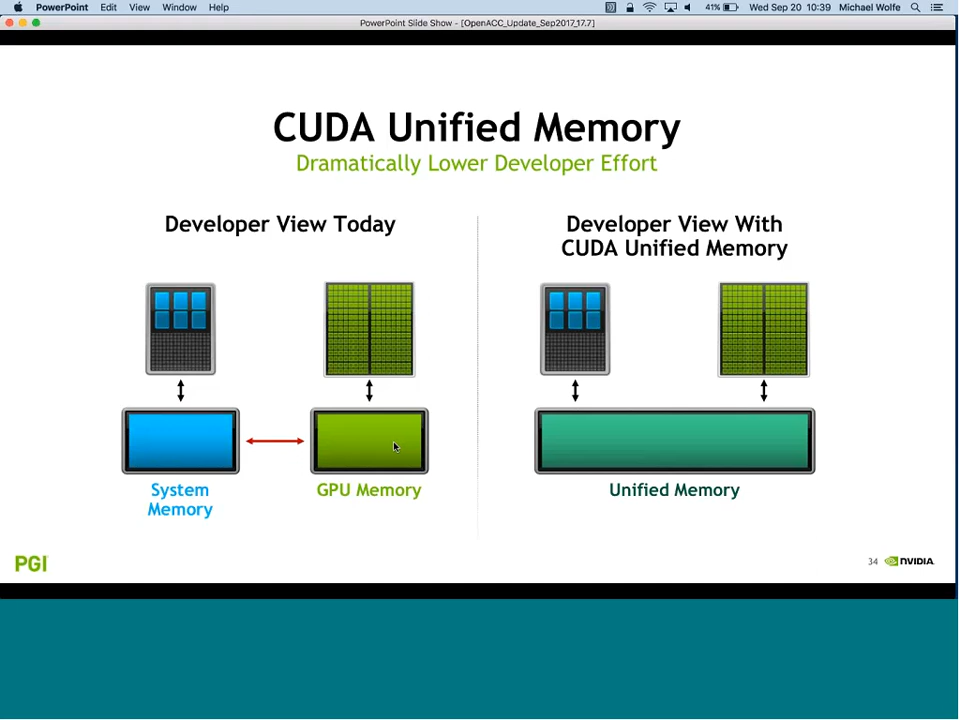 PowerPoint Edit View Window Help 41% Wed Sep 20 10:39 Michael Wolfe
PowerPoint Slide Show - [OpenACC_Update_Sep2017_17.7]
CUDA Unified Memory
Dramatically Lower Developer Effort
Developer View Today
Developer View With
CUDA Unified Memory
System
Memory
GPU Memory
Unified Memory
PGI
34 NVIDIA